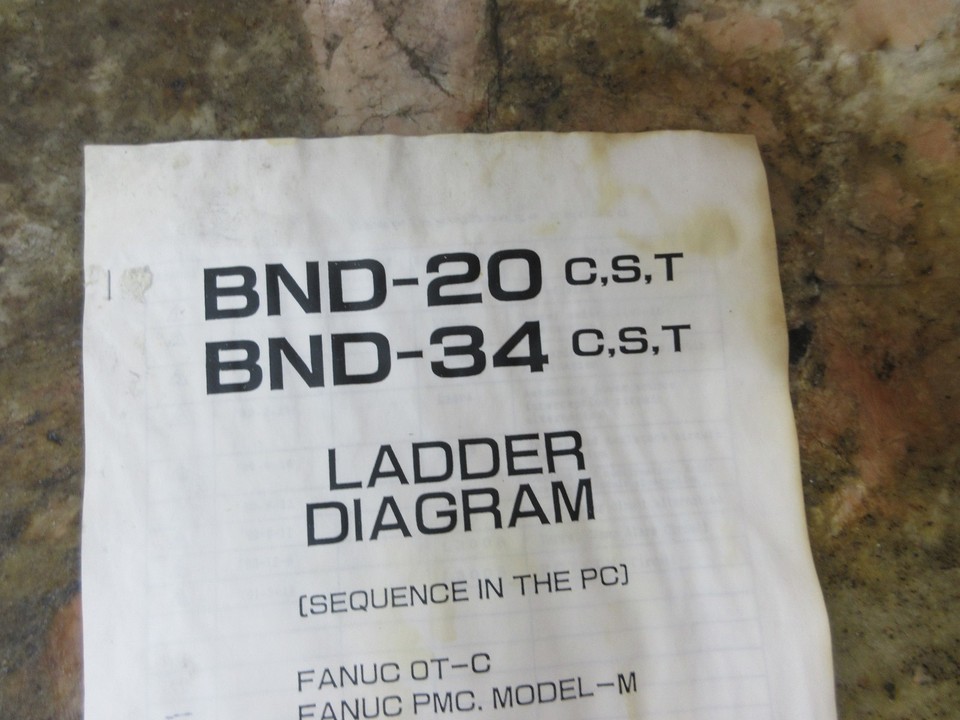 BND-20 C,S,T
BND-34 C,S,T
LADDER
DIAGRAM
(SEQUENCE IN THE PC)
FANUC OT-C
FANUC PMC. MODEL-M